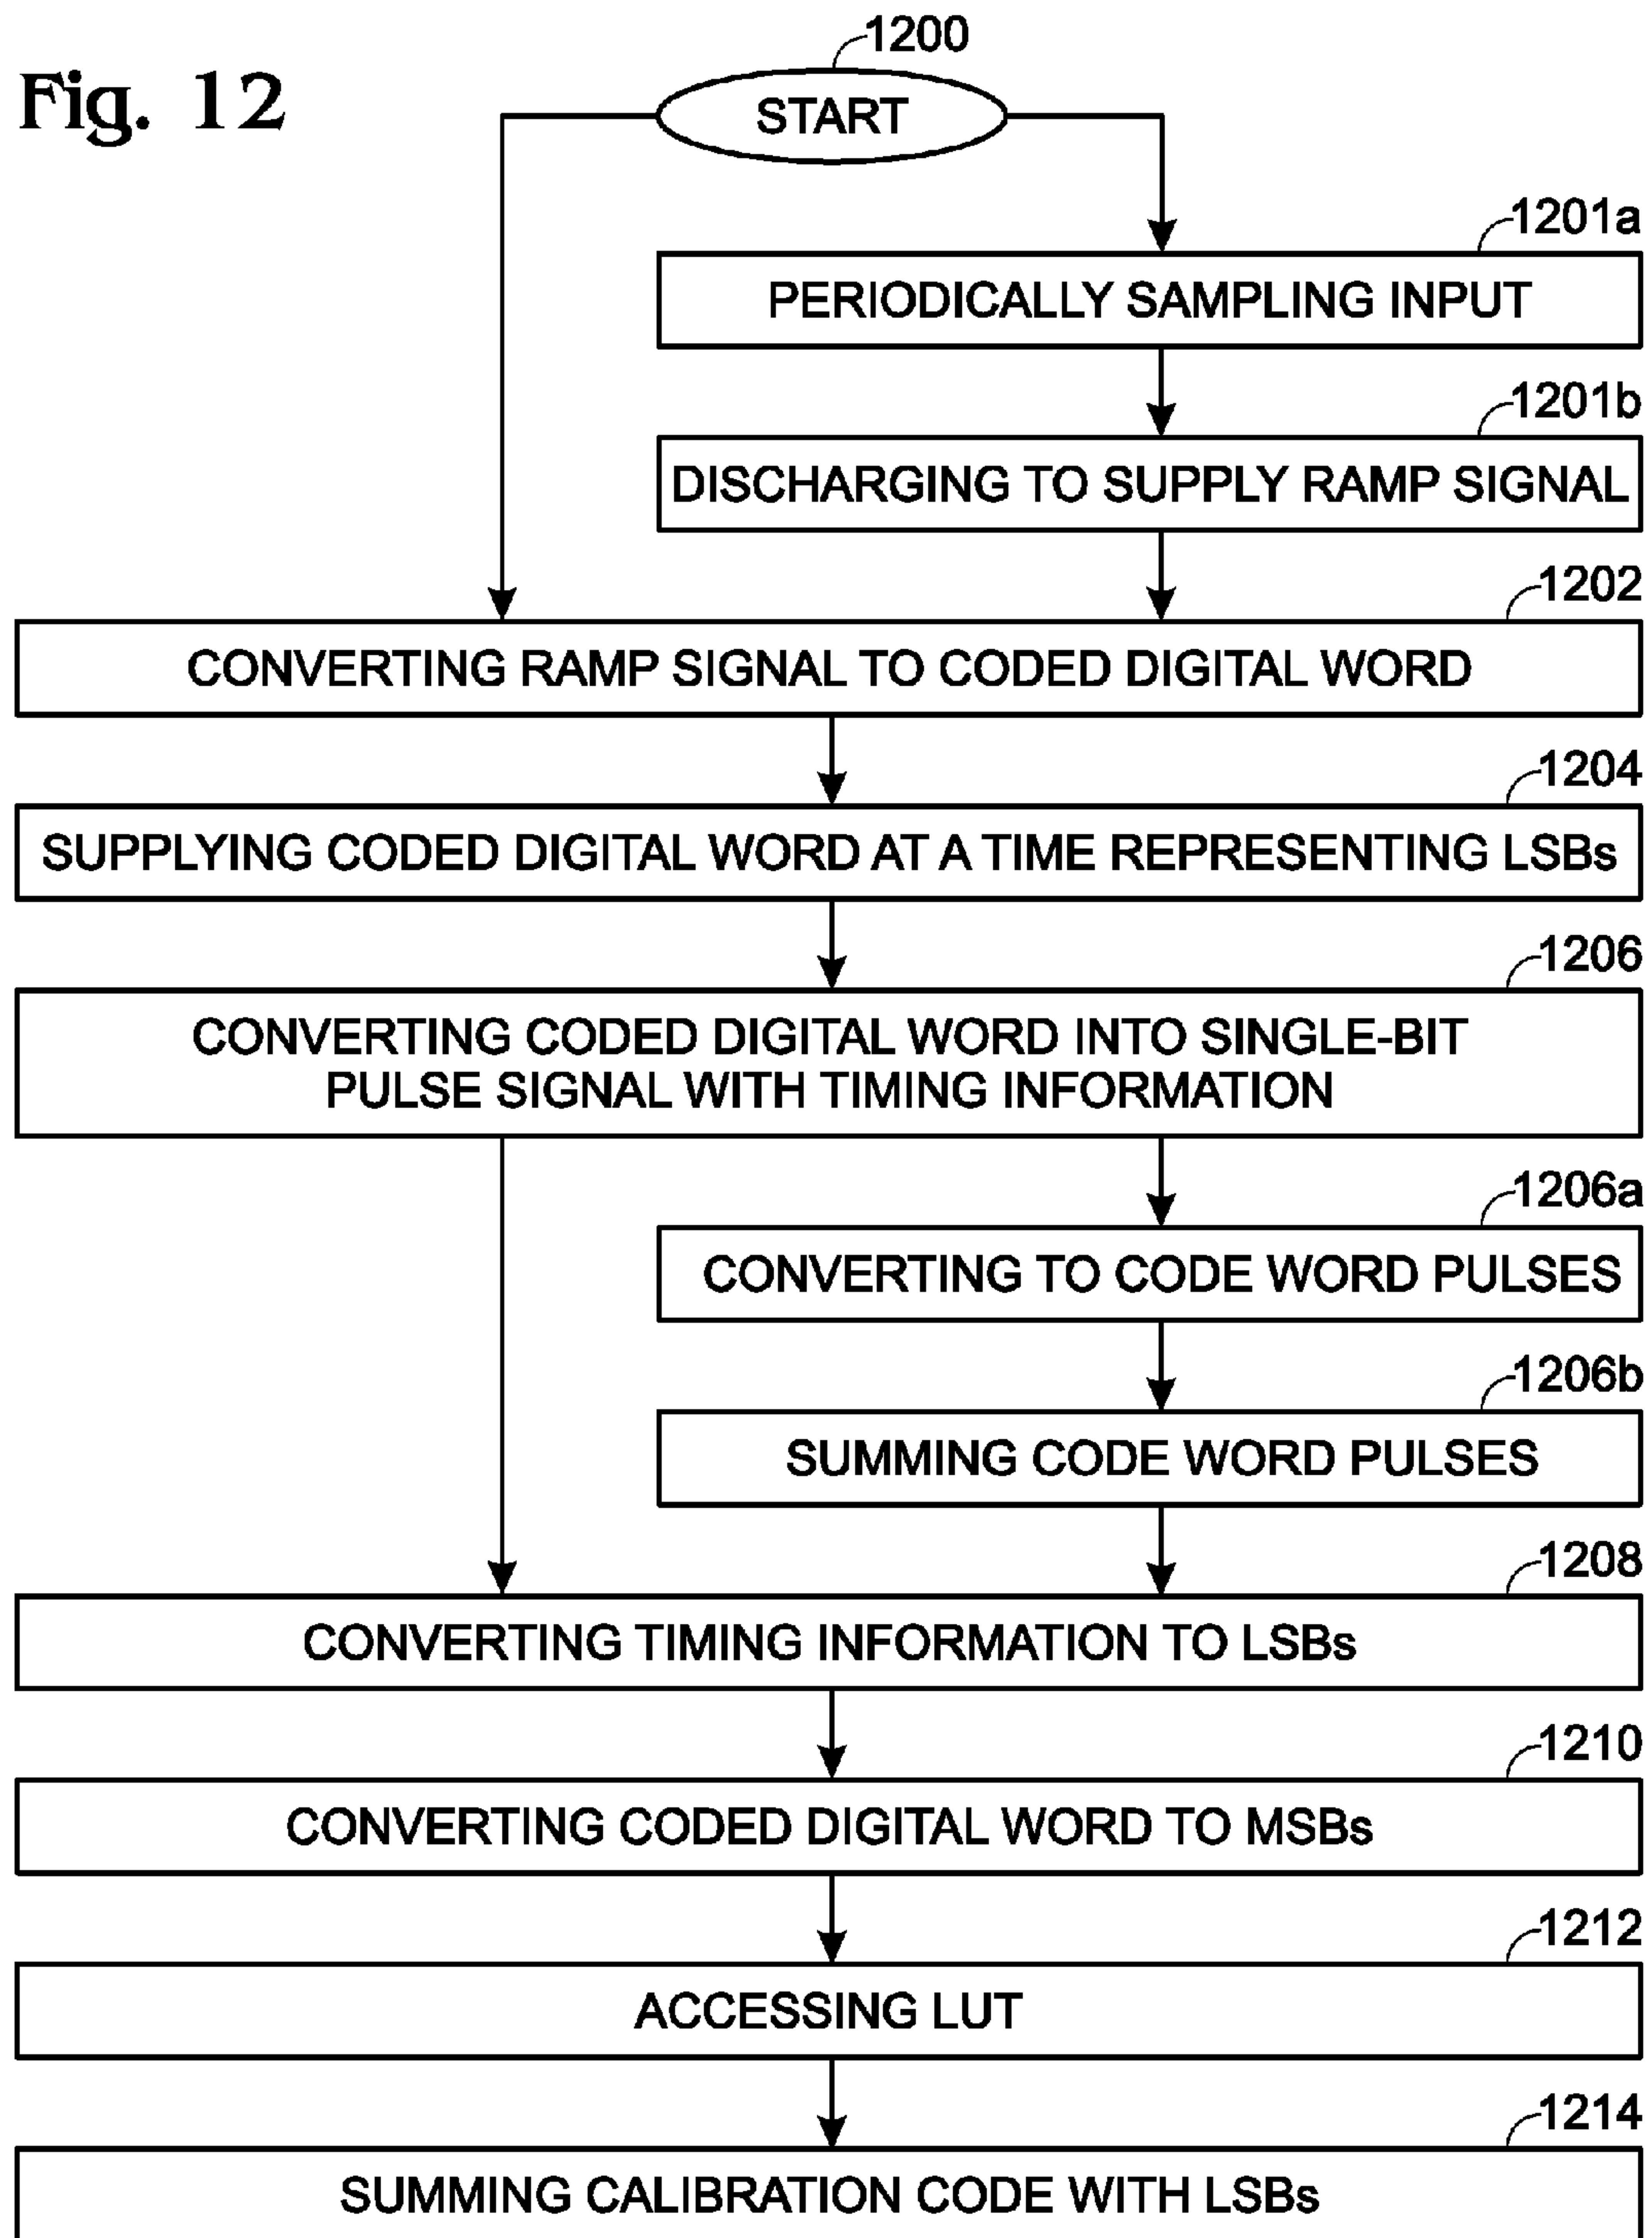 Fig. 12
1200
START
1201a
PERIODICALLY SAMPLING INPUT
1201b
DISCHARGING TO SUPPLY RAMP SIGNAL
1202
CONVERTING RAMP SIGNAL TO CODED DIGITAL WORD
1204
SUPPLYING CODED DIGITAL WORD AT A TIME REPRESENTING LSBs
1206
CONVERTING CODED DIGITAL WORD INTO SINGLE-BIT
PULSE SIGNAL WITH TIMING INFORMATION
1206a
CONVERTING TO CODE WORD PULSES
1206b
SUMMING CODE WORD PULSES
1208
CONVERTING TIMING INFORMATION TO LSBs
1210
CONVERTING CODED DIGITAL WORD TO MSBs
1212
ACCESSING LUT
1214
SUMMING CALIBRATION CODE WITH LSBs